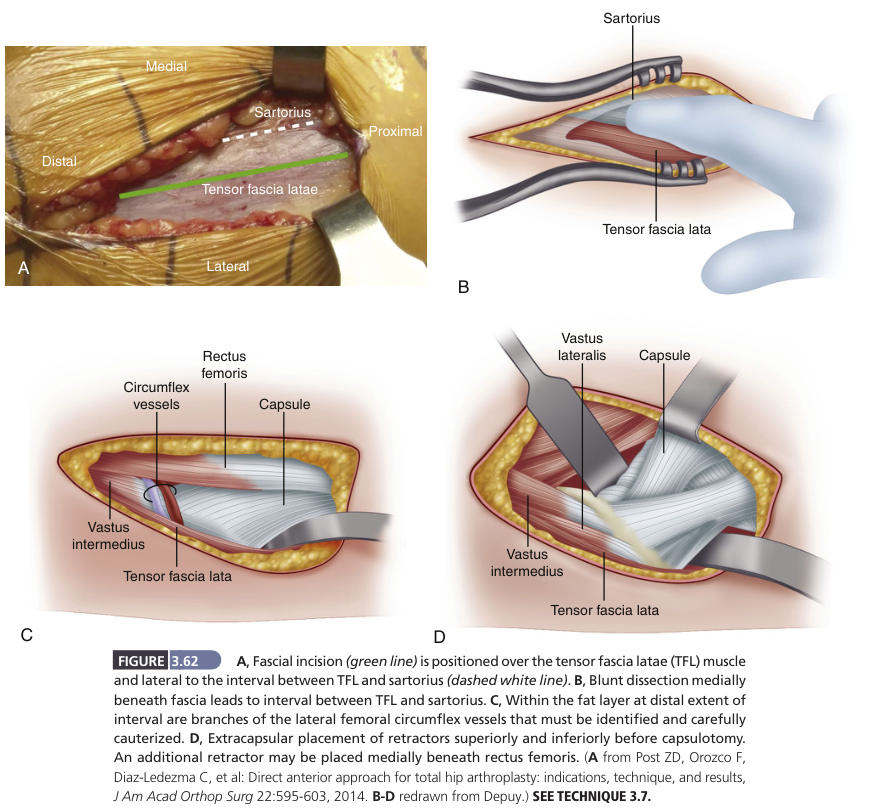 Medial
Sartorius
Proximal
Distal
Tensor fascia latae
Lateral
A
Sartorius
Tensor fascia lata
B
Rectus
femoris
Circumflex
vessels
Capsule
Vastus
intermedius
Tensor fascia lata
C
Vastus
lateralis
Capsule
Vastus
intermedius
Tensor fascia lata
D
FIGURE 3.62 A, Fascial incision (green line) is positioned over the tensor fascia latae (TFL) muscle
and lateral to the interval between TFL and sartorius (dashed white line). B, Blunt dissection medially
beneath fascia leads to interval between TFL and sartorius. C, Within the fat layer at distal extent of
interval are branches of the lateral femoral circumflex vessels that must be identified and carefully
cauterized. D, Extracapsular placement of retractors superiorly and inferiorly before capsulotomy.
An additional retractor may be placed medially beneath rectus femoris. (A from Post ZD, Orozco F,
Diaz-Ledezma C, et al: Direct anterior approach for total hip arthroplasty: indications, technique, and results,
J Am Acad Orthop Surg 22:595-603, 2014. B-D redrawn from Depuy.) SEE TECHNIQUE 3.7.